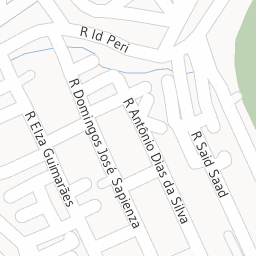 R Id Peri
R Domingos José Sapienza
R Antônio Dias da Silva
R Said Saad
R Elza Guimarães